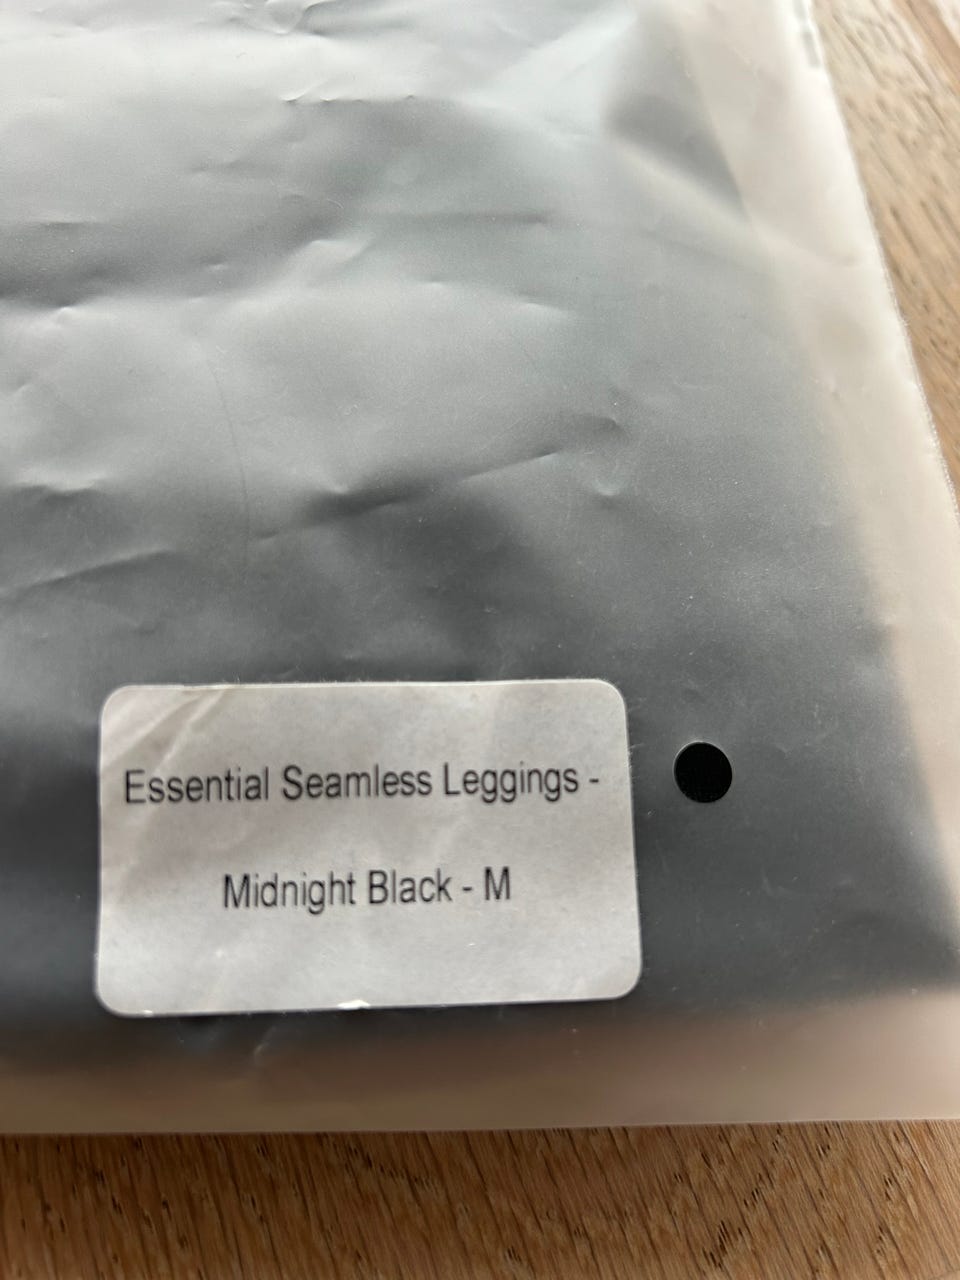 Essential Seamless Leggings -
Midnight Black - M